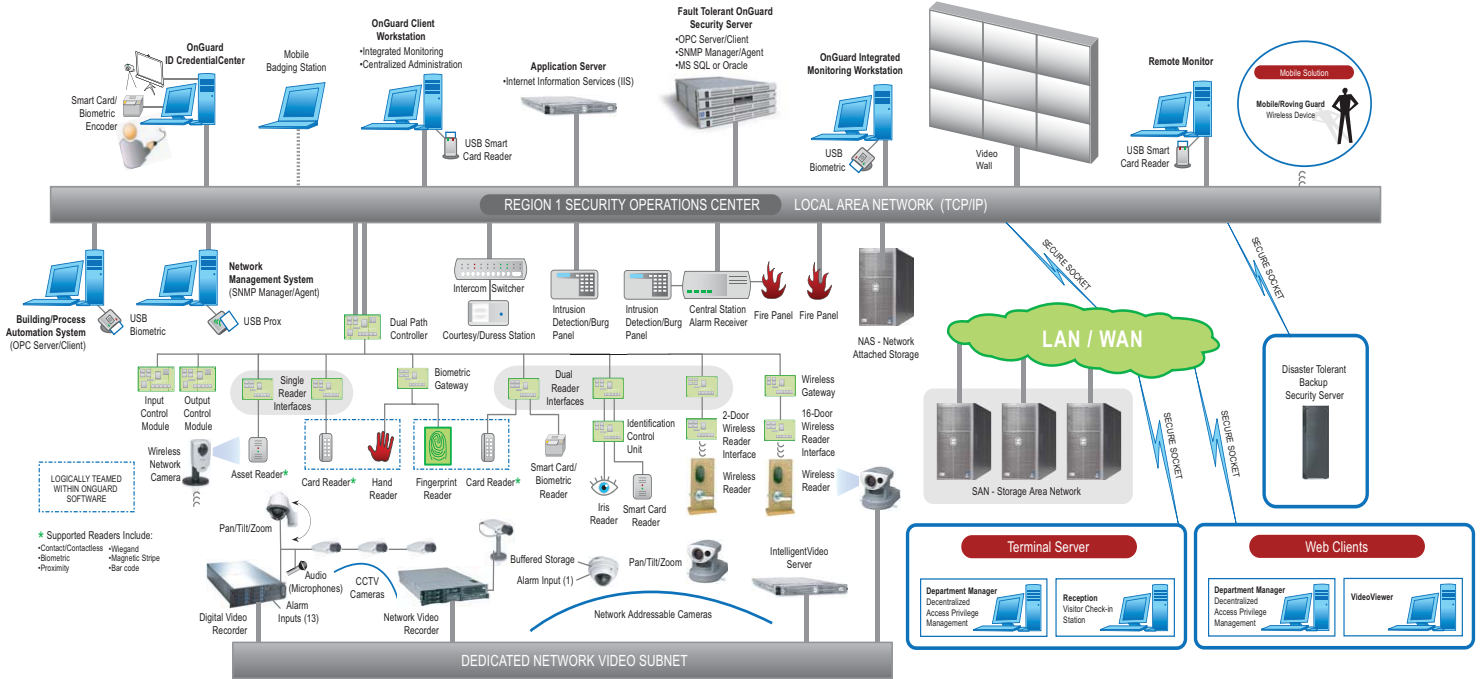 OnGuard
ID CredentialCenter
Smart Card/
Biometric
Encoder
Mobile
Badging Station
OnGuard Client
Workstation
•Integrated Monitoring
•Centralized Administration
USB Smart
Card Reader
Application Server
•Internet Information Services (IIS)
Fault Tolerant OnGuard
Security Server
•OPC Server/Client
•SNMP Manager/Agent
•MS SQL or Oracle
OnGuard Integrated
Monitoring Workstation
USB
Biometric
Video
Wall
Remote Monitor
USB Smart
Card Reader
Mobile Solution
Mobile/Roving Guard
Wireless Device
REGION 1 SECURITY OPERATIONS CENTER
LOCAL AREA NETWORK (TCP/IP)
Building/Process
Automation System
(OPC Server/Client)
USB
Biometric
Network
Management System
(SNMP Manager/Agent)
USB Prox
Dual Path
Controller
Intercom Switcher
Courtesy/Duress Station
Intrusion
Detection/Burg
Panel
Intrusion
Detection/Burg
Panel
Central Station
Alarm Receiver
Fire Panel
Fire Panel
NAS - Network
Attached Storage
SECURE SOCKET
SECURE SOCKET
LAN / WAN
Disaster Tolerant
Backup
Security Server
Input
Control
Module
Output
Control
Module
Single
Reader
Interfaces
Biometric
Gateway
Dual
Reader
Interfaces
Identification
Control
Unit
2-Door
Wireless
Reader
Interface
Wireless
Gateway
16-Door
Wireless
Reader
Interface
Wireless
Network
Camera
Asset Reader*
Card Reader*
Hand
Reader
Fingerprint
Reader
Card Reader*
Smart Card/
Biometric
Reader
Iris
Reader
Smart Card
Reader
Wireless
Reader
Wireless
Reader
SAN - Storage Area Network
SECURE SOCKET
SECURE SOCKET
LOGICALLY TEAMED
WITHIN ONGUARD
SOFTWARE
* Supported Readers Include:
•Contact/Contactless
•Biometric
•Proximity
•Wiegand
•Magnetic Stripe
•Bar code
Pan/Tilt/Zoom
Audio
(Microphones)
Alarm
Inputs (13)
CCTV
Cameras
Digital Video
Recorder
Network Video
Recorder
Buffered Storage
Alarm Input (1)
Pan/Tilt/Zoom
Network Addressable Cameras
IntelligentVideo
Server
DEDICATED NETWORK VIDEO SUBNET
Terminal Server
Department Manager
Decentralized
Access Privilege
Management
Reception
Visitor Check-in
Station
Web Clients
Department Manager
Decentralized
Access Privilege
Management
VideoViewer